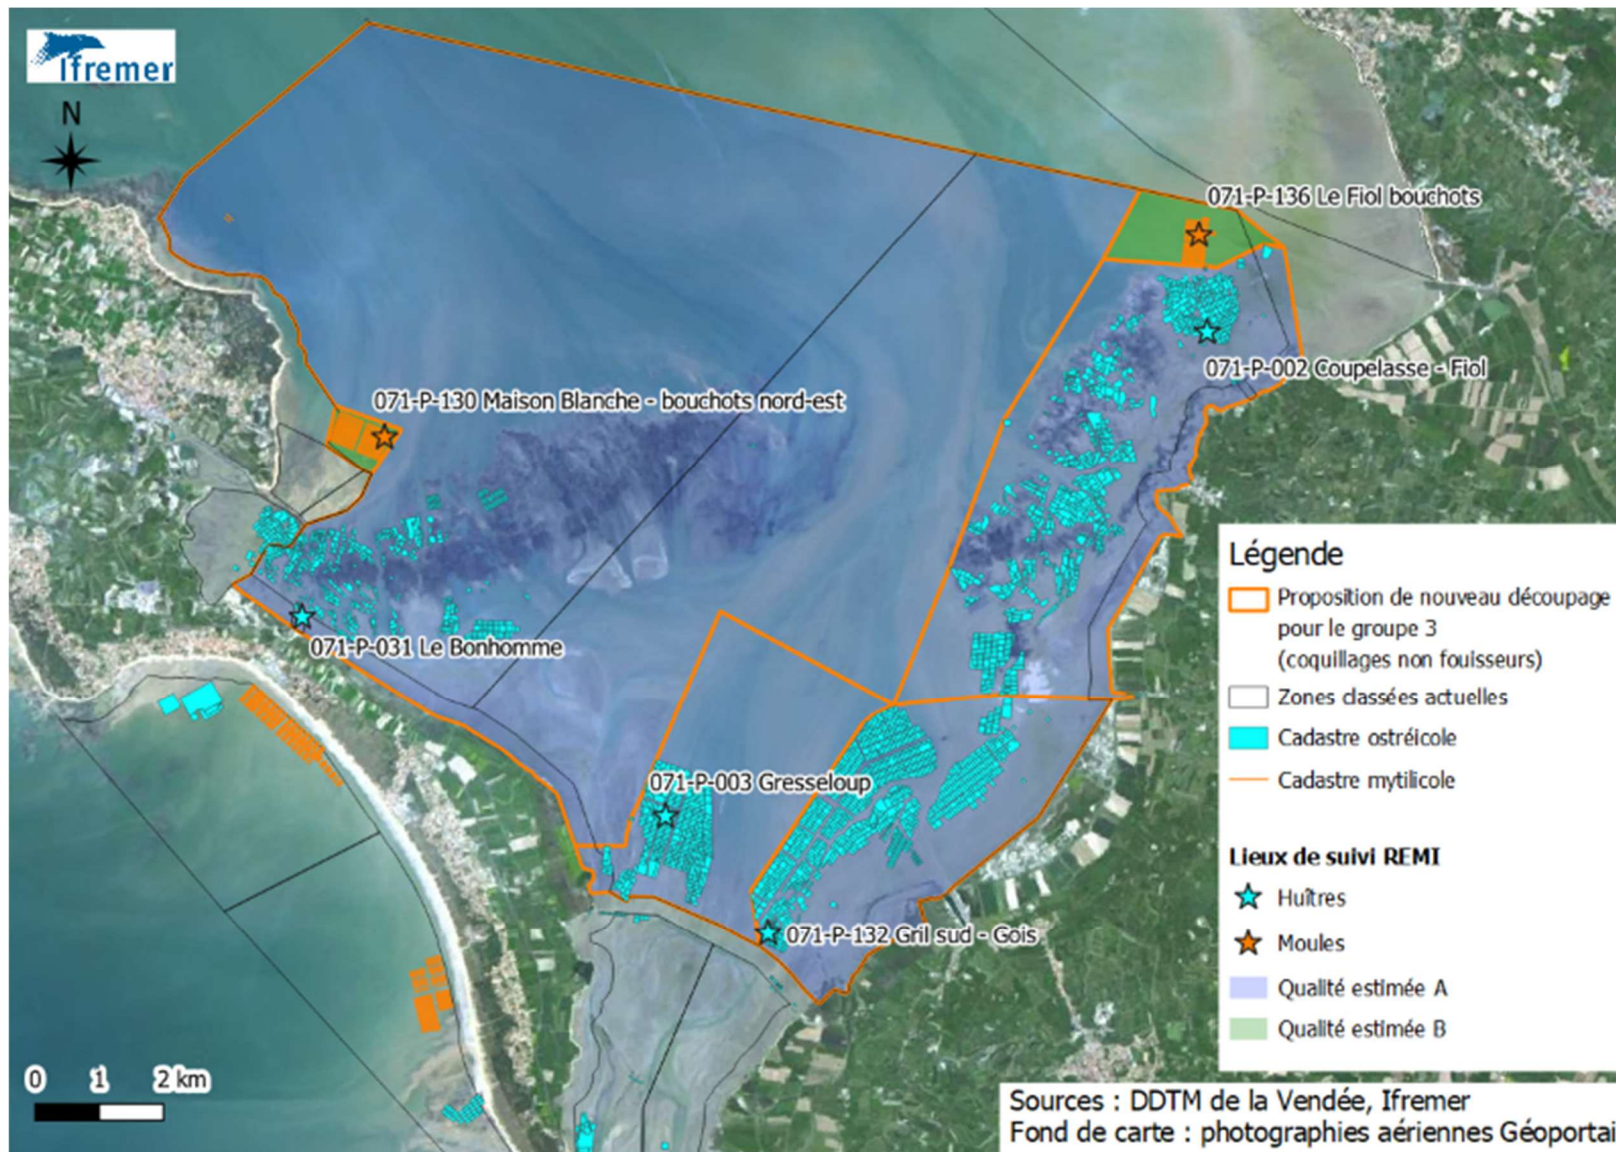 Ifremer
N
071-P-136 Le Fiol bouchots
071-P-002 Coupelasse - Fiol
071-P-130 Maison Blanche - bouchots nord-est
071-P-031 Le Bonhomme
071-P-003 Gresseloup
071-P-132 Gril sud - Gois
Légende
Proposition de nouveau découpage
pour le groupe 3
(coquillages non fouisseurs)
Zones classées actuelles
Cadastre ostréicole
Cadastre mytilicole
Lieux de suivi REMI
Huîtres
Moules
Qualité estimée A
Qualité estimée B
0 1 2 km
Sources : DDTM de la Vendée, Ifremer
Fond de carte : photographies aériennes Géoportai